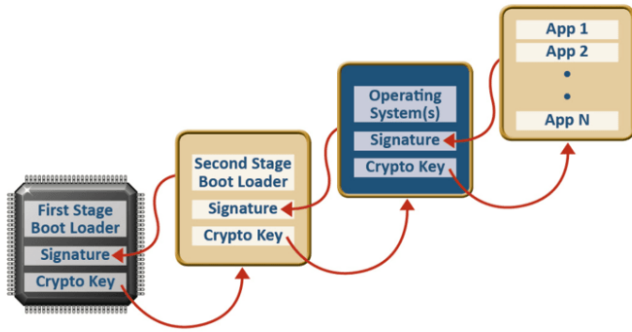 First Stage
Boot Loader
Signature
Crypto Key
Second Stage
Boot Loader
Signature
Crypto Key
Operating
System(s)
Signature
Crypto Key
App 1
App 2
App N